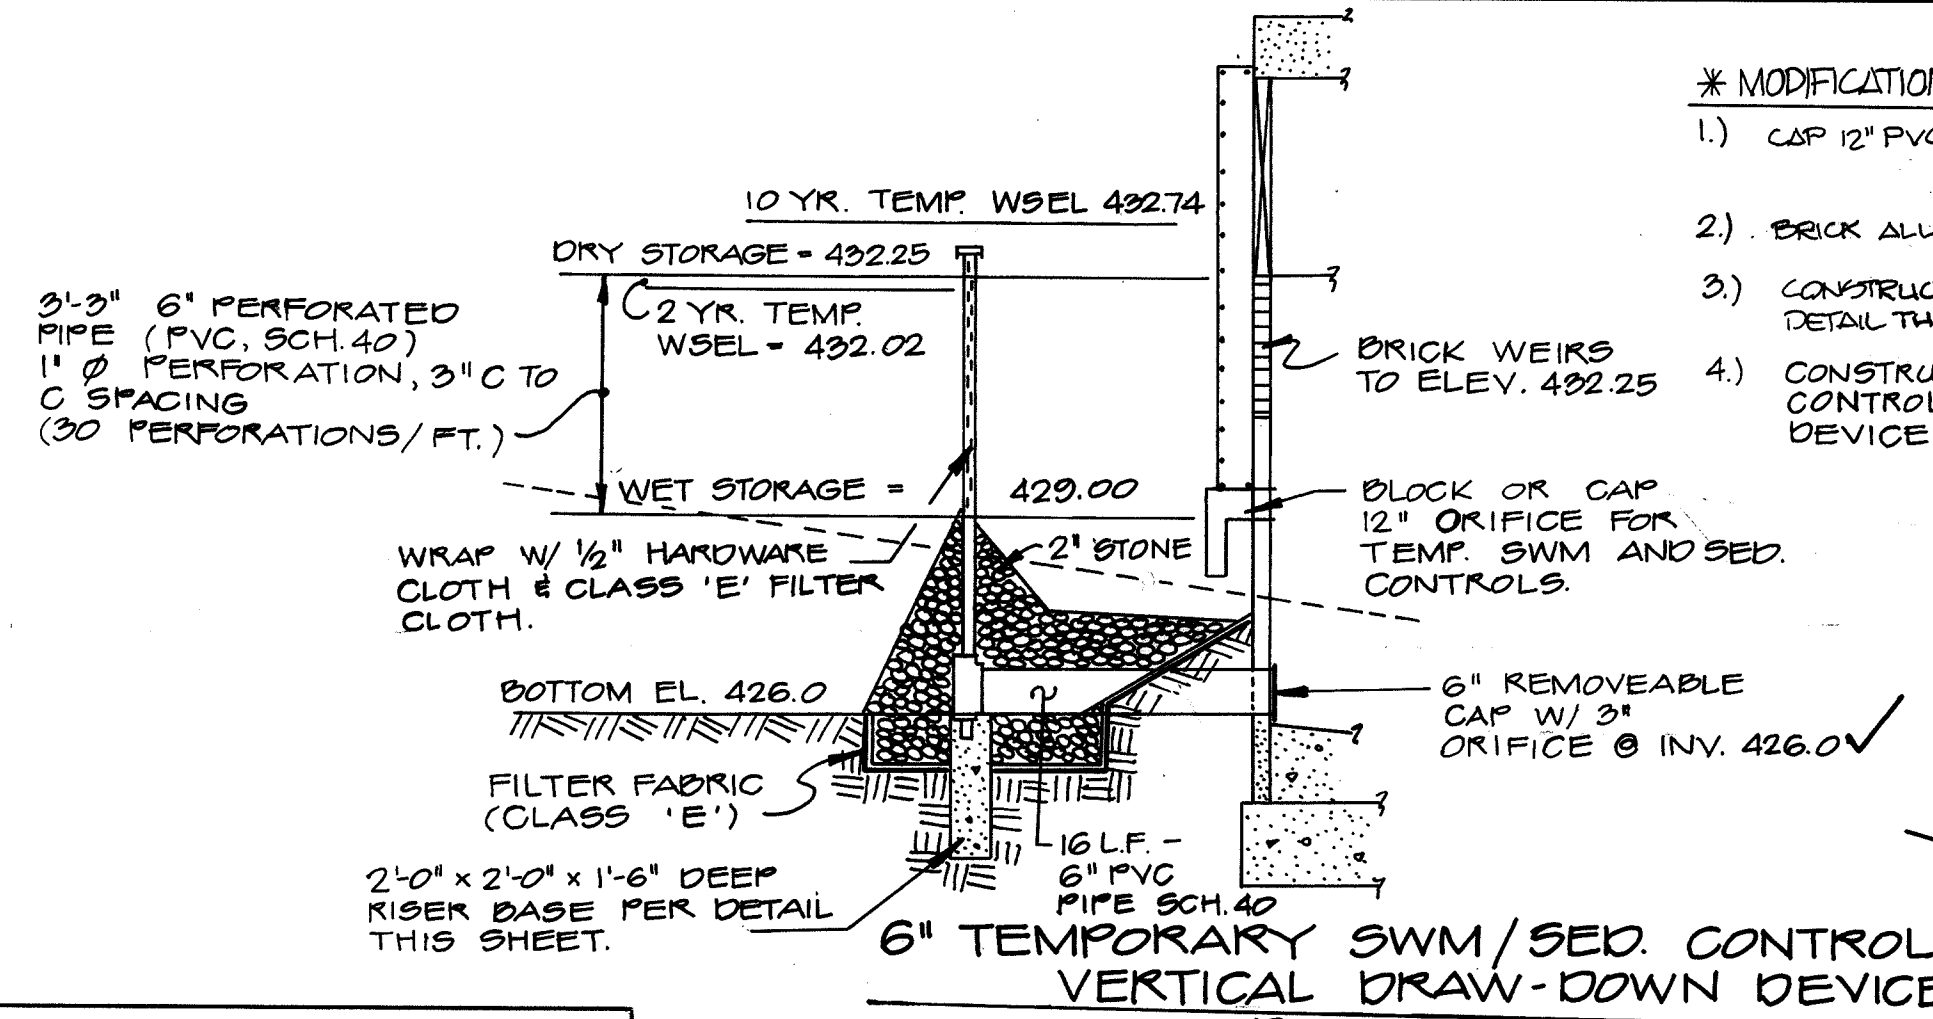 10 YR. TEMP. WSEL 432.74
DRY STORAGE = 432.25
2 YR. TEMP.
WSEL = 432.02
3'-3" 6" PERFORATED
PIPE (PVC, SCH. 40)
1" Ø PERFORATION, 3" C TO
C SPACING
(30 PERFORATIONS/FT.)
WET STORAGE = 429.00
WRAP W/ ½" HARDWARE
CLOTH & CLASS 'E' FILTER
CLOTH.
2" STONE
BOTTOM EL. 426.0
FILTER FABRIC
(CLASS 'E')
2'-0" x 2'-0" x 1'-6" DEEP
RISER BASE PER DETAIL
THIS SHEET.
16 L.F. -
6" PVC
PIPE SCH. 40
BRICK WEIRS
TO ELEV. 432.25
BLOCK OR CAP
12" ORIFICE FOR
TEMP. SWM AND SED.
CONTROLS.
6" REMOVEABLE
CAP W/ 3"
ORIFICE @ INV. 426.0
* MODIFICATION
1.) CAP 12" PVC
2.) BRICK
3.) CONSTRUC
DETAIL
4.) CONSTRU
CONTROL
DEVICE
6" TEMPORARY SWM/SED. CONTROL
VERTICAL DRAW-DOWN DEVICE